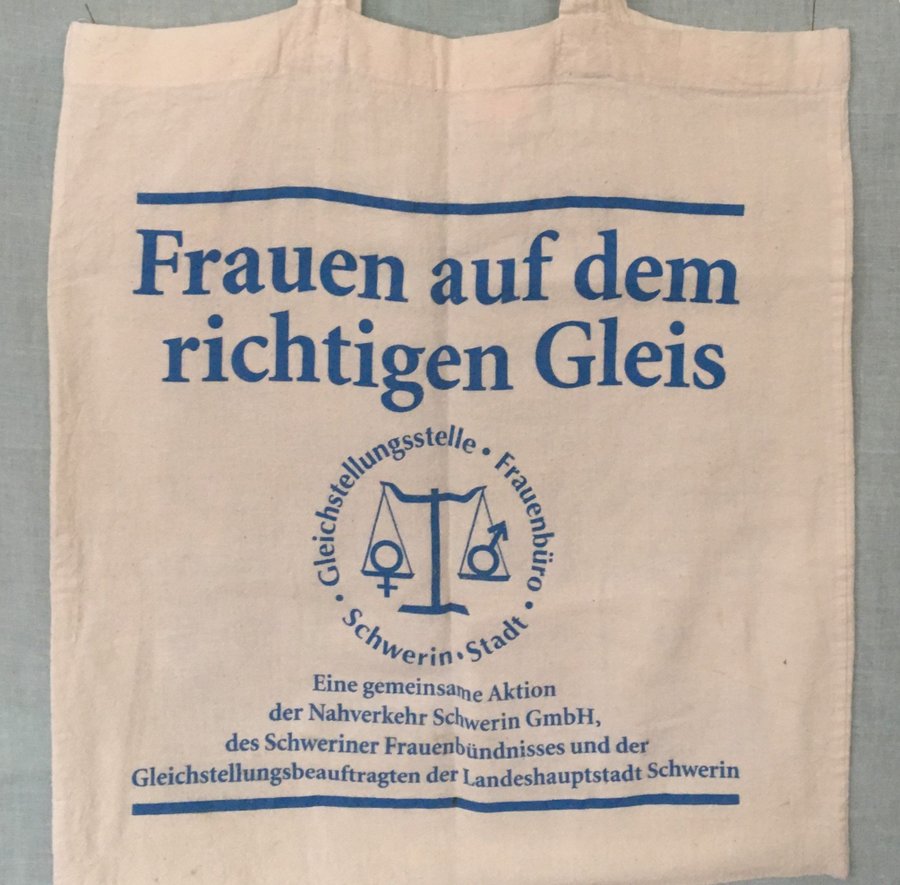 Frauen auf dem
richtigen Gleis
Gleichstellungsstelle • Frauenbüro •
Schwerin • Stadt •
Eine gemeinsame Aktion
der Nahverkehr Schwerin GmbH,
des Schweriner Frauenbündnisses und der
Gleichstellungsbeauftragten der Landeshauptstadt Schwerin